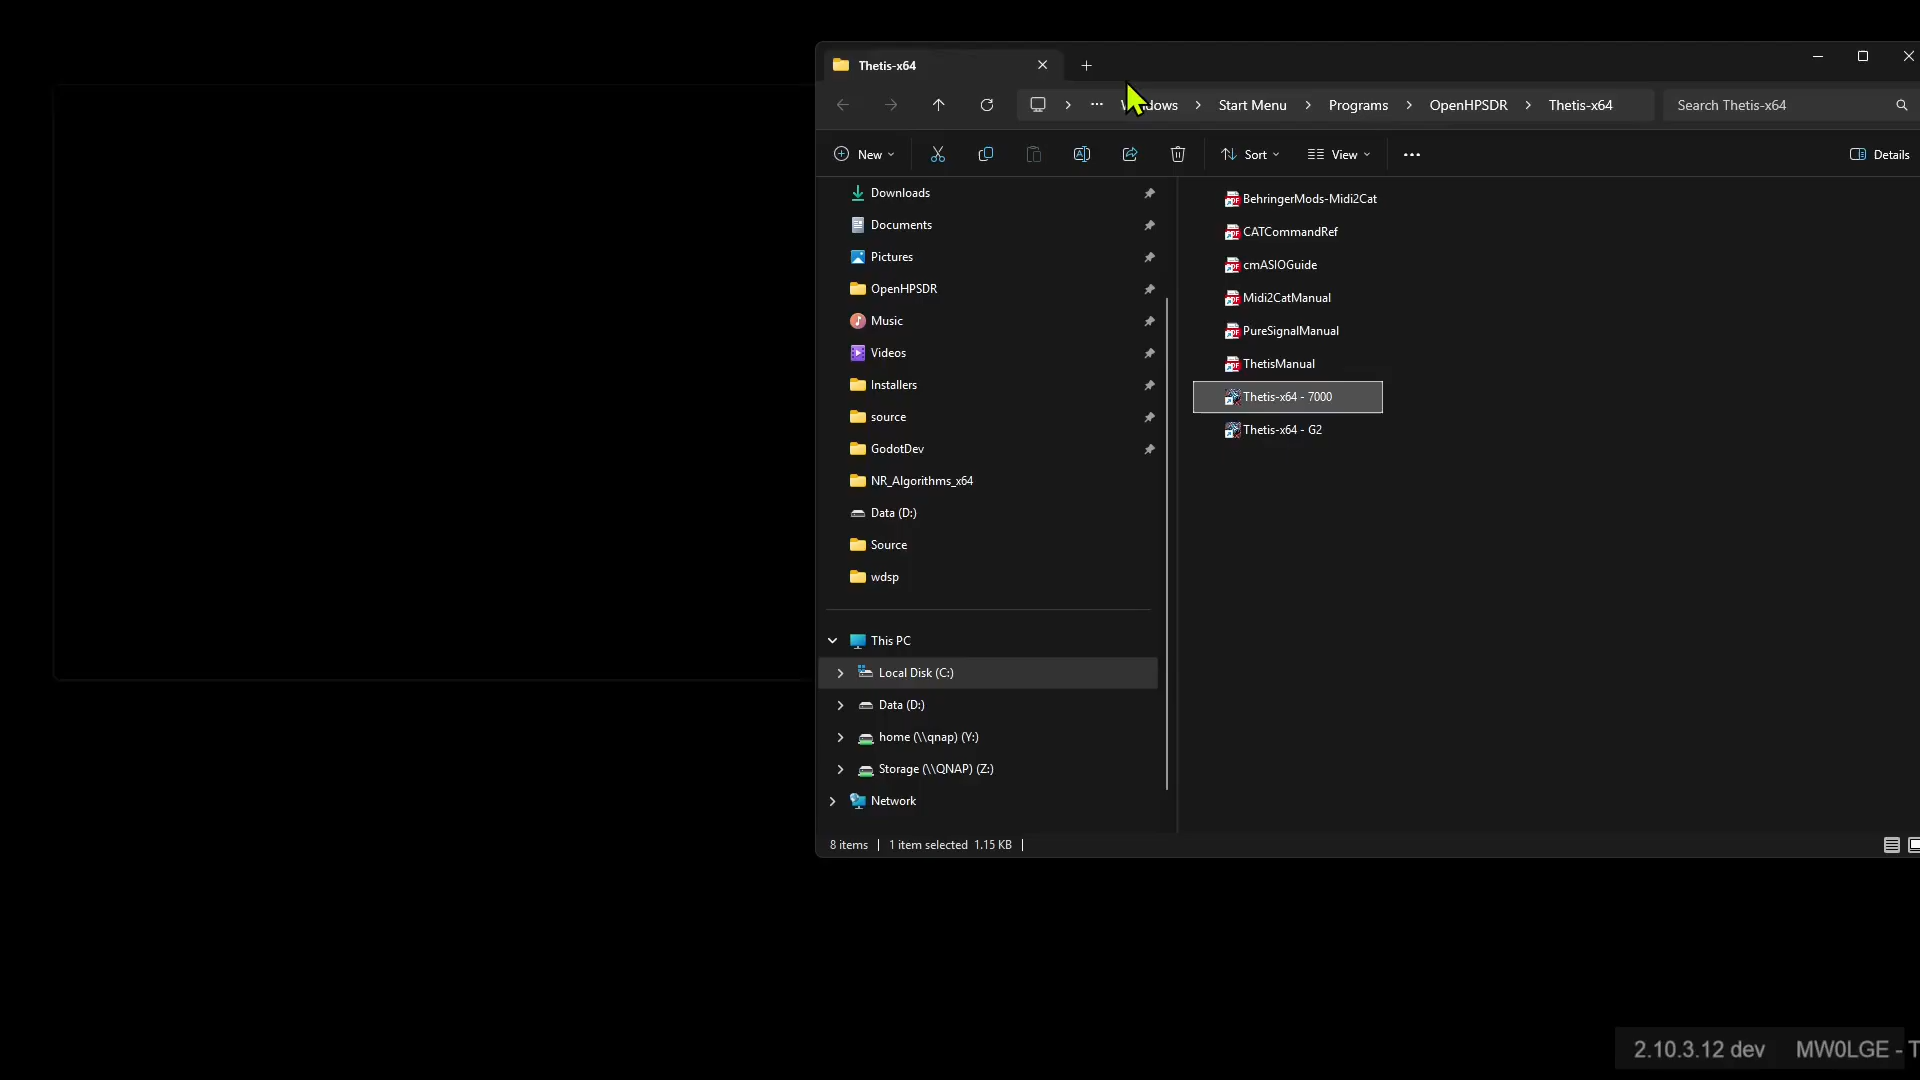 Thetis-x64
Start Menu
Programs
OpenHPSDR
Thetis-x64
Search Thetis-x64
New
Sort
View
Details
Downloads
Documents
Pictures
OpenHPSDR
Music
Videos
Installers
source
GodotDev
NR_Algorithms_x64
Data (D:)
Source
wdsp
This PC
Local Disk (C:)
Data (D:)
home (\\qnap) (Y:)
Storage (\\QNAP) (Z:)
Network
BehringerMods-Midi2Cat
CATCommandRef
cmASIOGuide
Midi2CatManual
PureSignalManual
ThetisManual
Thetis-x64 - 7000
Thetis-x64 - G2
8 items
1 item selected 1.15 KB
2.10.3.12 dev MW0LGE - T